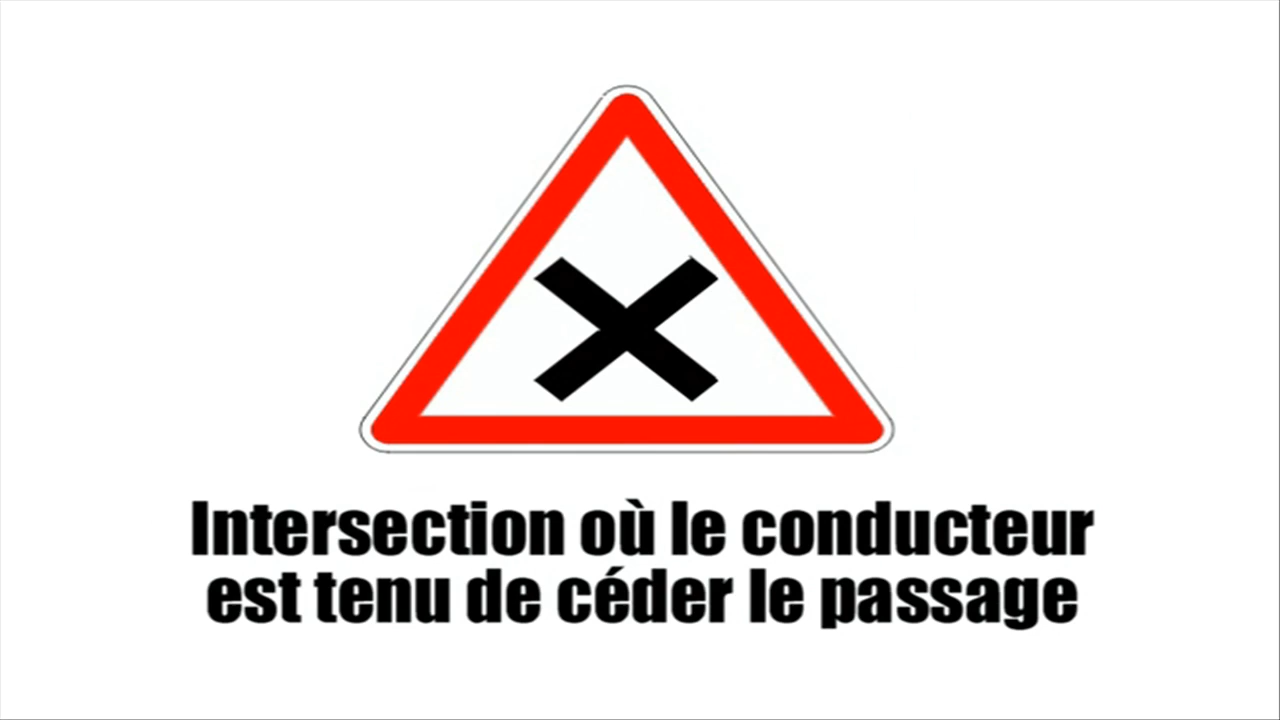 Intersection où le conducteur
est tenu de céder le passage